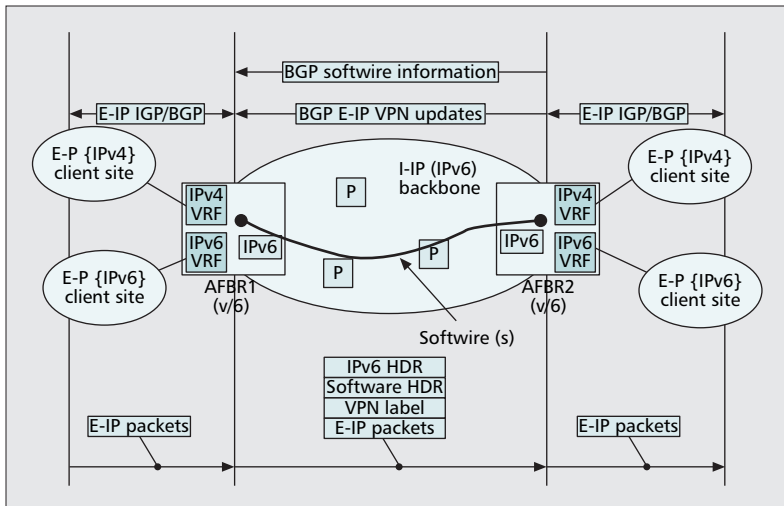 BGP softwire information
E-IP IGP/BGP
BGP E-IP VPN updates
E-IP IGP/BGP
E-P {IPv4}
client site
I-IP (IPv6)
backbone
E-P {IPv4}
client site
IPv4
VRF
P
IPv4
VRF
IPv6
VRF
IPv6
P
P
IPv6
IPv6
VRF
E-P {IPv6}
client site
E-P {IPv6}
client site
AFBR1
(v/6)
AFBR2
(v/6)
Softwire (s)
IPv6 HDR
Software HDR
VPN label
E-IP packets
E-IP packets
E-IP packets